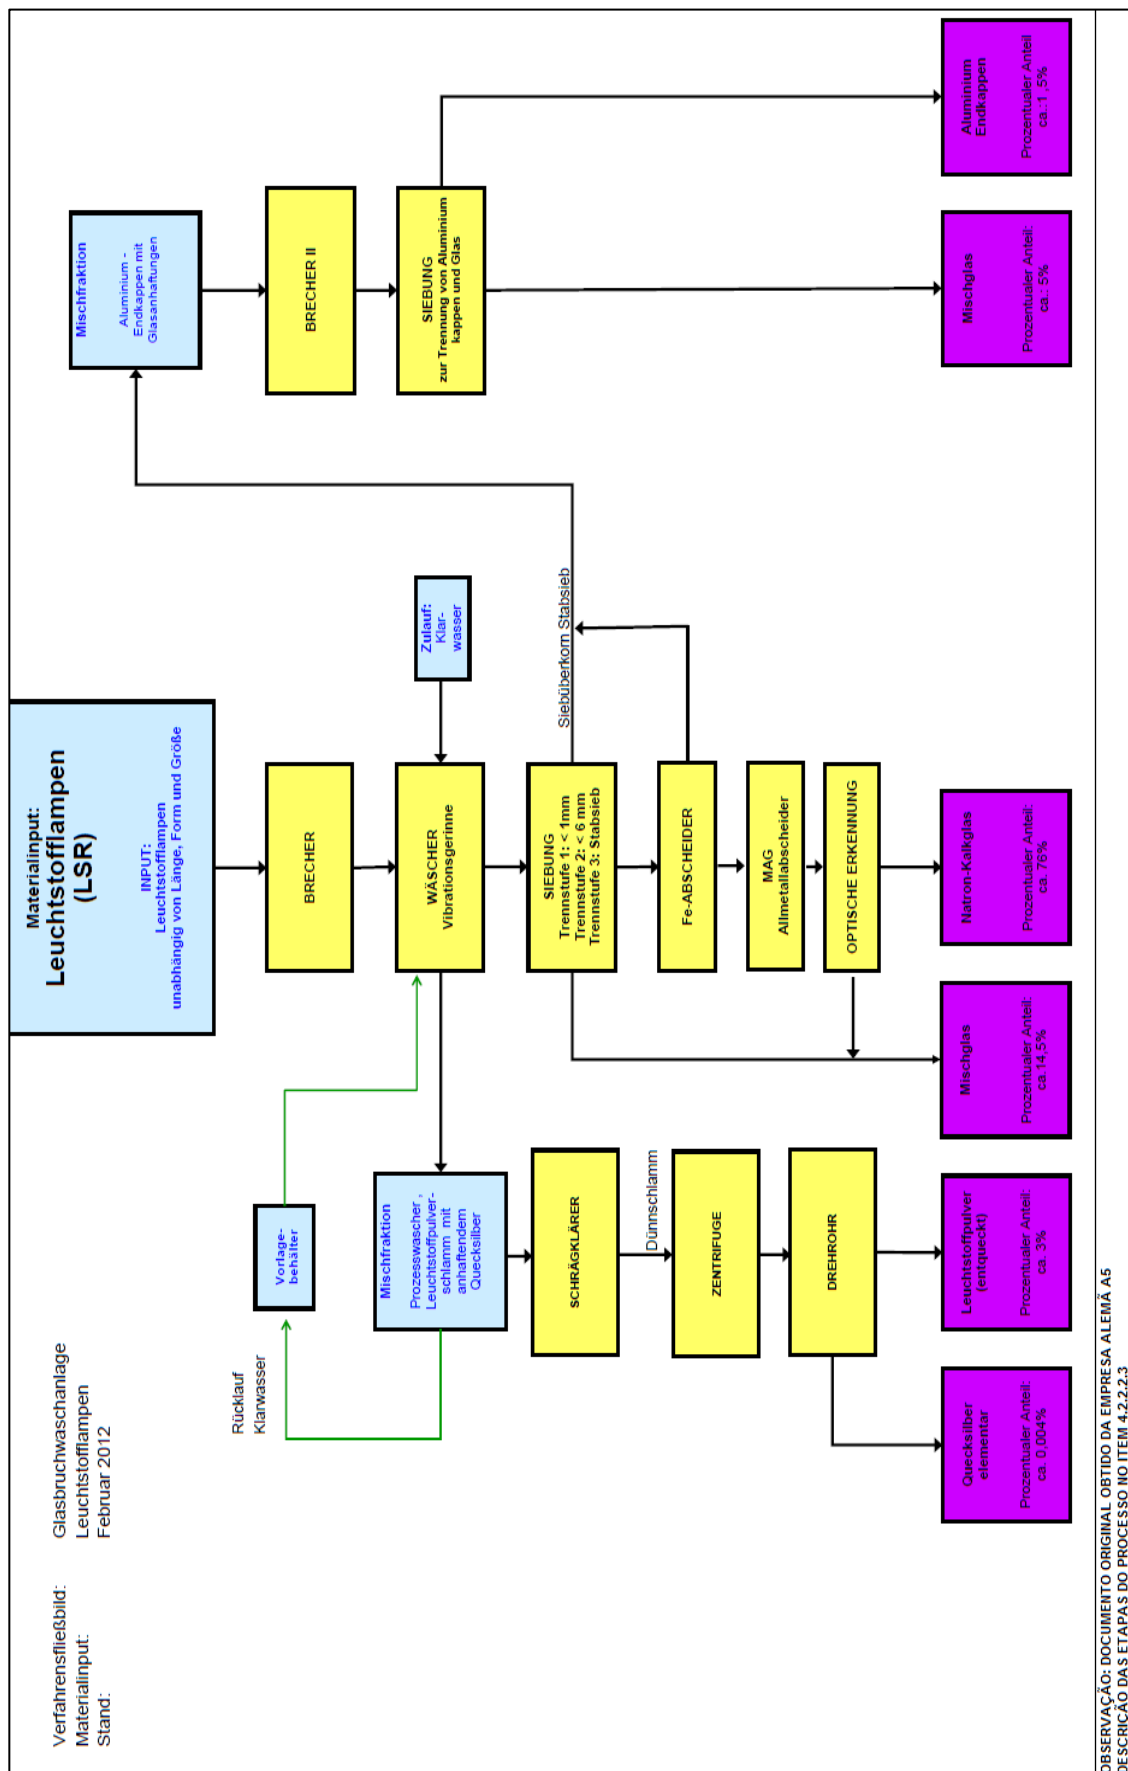 Verfahrensfließbild: Glasbruchwaschanlage
Materialinput: Leuchtstofflampen
Stand: Februar 2012
Materialinput:
Leuchtstofflampen
(LSR)
INPUT:
Leuchtstofflampen
unabhängig von Länge, Form und Größe
Mischfraktion
Aluminium -
Endkappen mit
Glasanhaftungen
Rücklauf
Klarwasser
Vorlage-
behälter
BRECHER
BRECHER II
Mischfraktion
Prozesswascher ,
Leuchtstoffpulver-
schlamm mit
anhaftendem
Quecksilber
WÄSCHER
Vibrationsgerinne
Zulauf:
Klar-
wasser
SIEBUNG
zur Trennung von Aluminium
kappen und Glas
SCHRÄGKLÄRER
SIEBUNG
Trennstufe 1: < 1mm
Trennstufe 2: < 6 mm
Trennstufe 3: Stabsieb
Siebüberkorn Stabsieb
Dünnschlamm
ZENTRIFUGE
Fe-ABSCHEIDER
MAG
Allmetallabscheider
DREHROHR
OPTISCHE ERKENNUNG
Quecksilber
elementar
Prozentualer Anteil:
ca. 0,004%
Leuchtstoffpulver
(entqueckt)
Prozentualer Anteil:
ca. 3%
Mischglas
Prozentualer Anteil:
ca.14,5%
Natron-Kalkglas
Prozentualer Anteil:
ca. 76%
Mischglas
Prozentualer Anteil:
ca.: 5%
Aluminium
Endkappen
Prozentualer Anteil
ca.:1 ,5%
OBSERVAÇÃO: DOCUMENTO ORIGINAL OBTIDO DA EMPRESA ALEMÃ A5
DESCRIÇÃO DAS ETAPAS DO PROCESSO NO ITEM 4.2.2.2.3